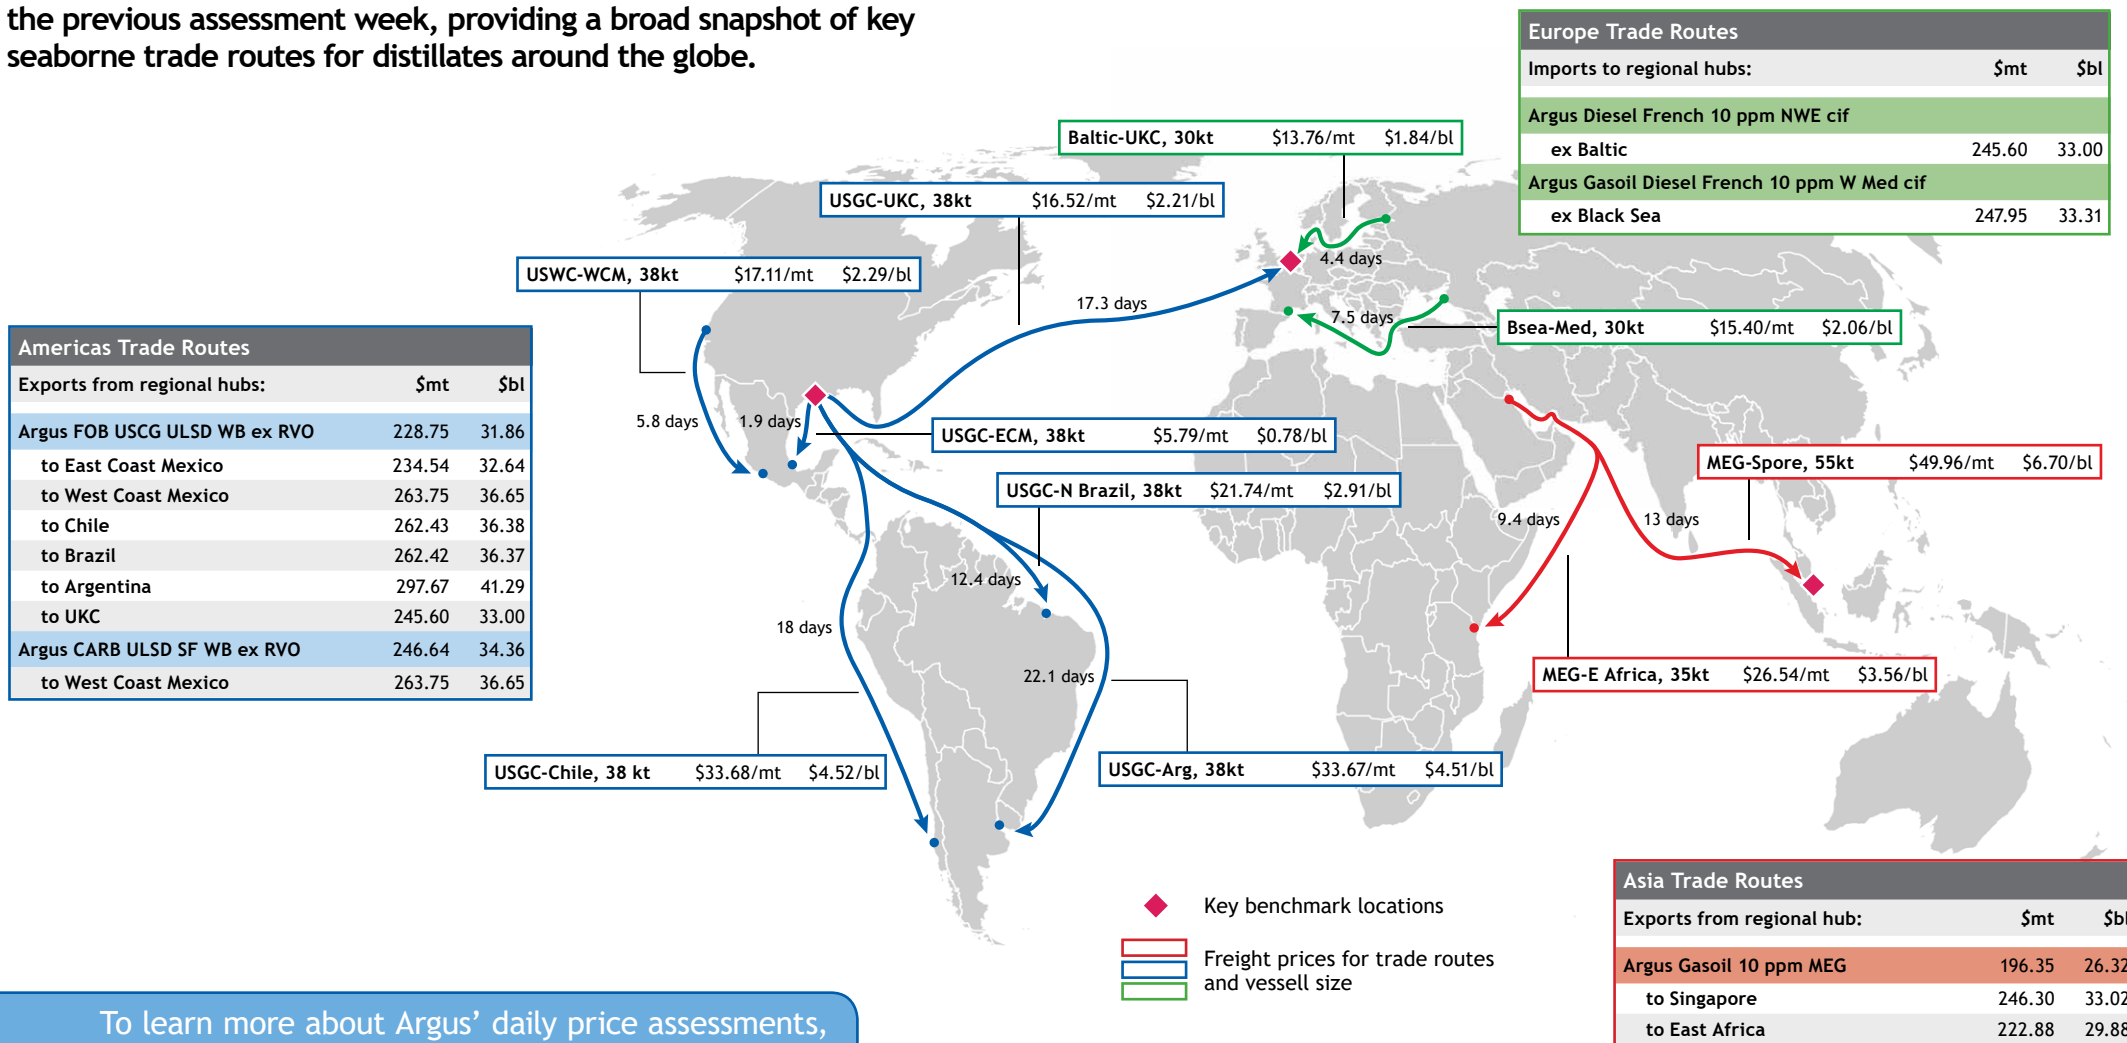 the previous assessment week, providing a broad snapshot of key
seaborne trade routes for distillates around the globe.
Europe Trade Routes
Imports to regional hubs: $mt $bl
Argus Diesel French 10 ppm NWE cif
ex Baltic 245.60 33.00
Argus Gasoil Diesel French 10 ppm W Med cif
ex Black Sea 247.95 33.31
Baltic-UKC, 30kt $13.76/mt $1.84/bl
USGC-UKC, 38kt $16.52/mt $2.21/bl
USWC-WCM, 38kt $17.11/mt $2.29/bl
4.4 days
17.3 days
7.5 days
Bsea-Med, 30kt $15.40/mt $2.06/bl
Americas Trade Routes
Exports from regional hubs: $mt $bl
Argus FOB USCG ULSD WB ex RVO 228.75 31.86
to East Coast Mexico 234.54 32.64
to West Coast Mexico 263.75 36.65
to Chile 262.43 36.38
to Brazil 262.42 36.37
to Argentina 297.67 41.29
to UKC 245.60 33.00
Argus CARB ULSD SF WB ex RVO 246.64 34.36
to West Coast Mexico 263.75 36.65
5.8 days
1.9 days
USGC-ECM, 38kt $5.79/mt $0.78/bl
MEG-Spore, 55kt $49.96/mt $6.70/bl
USGC-N Brazil, 38kt $21.74/mt $2.91/bl
9.4 days
13 days
12.4 days
18 days
22.1 days
MEG-E Africa, 35kt $26.54/mt $3.56/bl
USGC-Chile, 38 kt $33.68/mt $4.52/bl
USGC-Arg, 38kt $33.67/mt $4.51/bl
Key benchmark locations
Freight prices for trade routes
and vessell size
Asia Trade Routes
Exports from regional hub: $mt $bl
Argus Gasoil 10 ppm MEG 196.35 26.32
to Singapore 246.30 33.02
to East Africa 222.88 29.88
To learn more about Argus' daily price assessments,